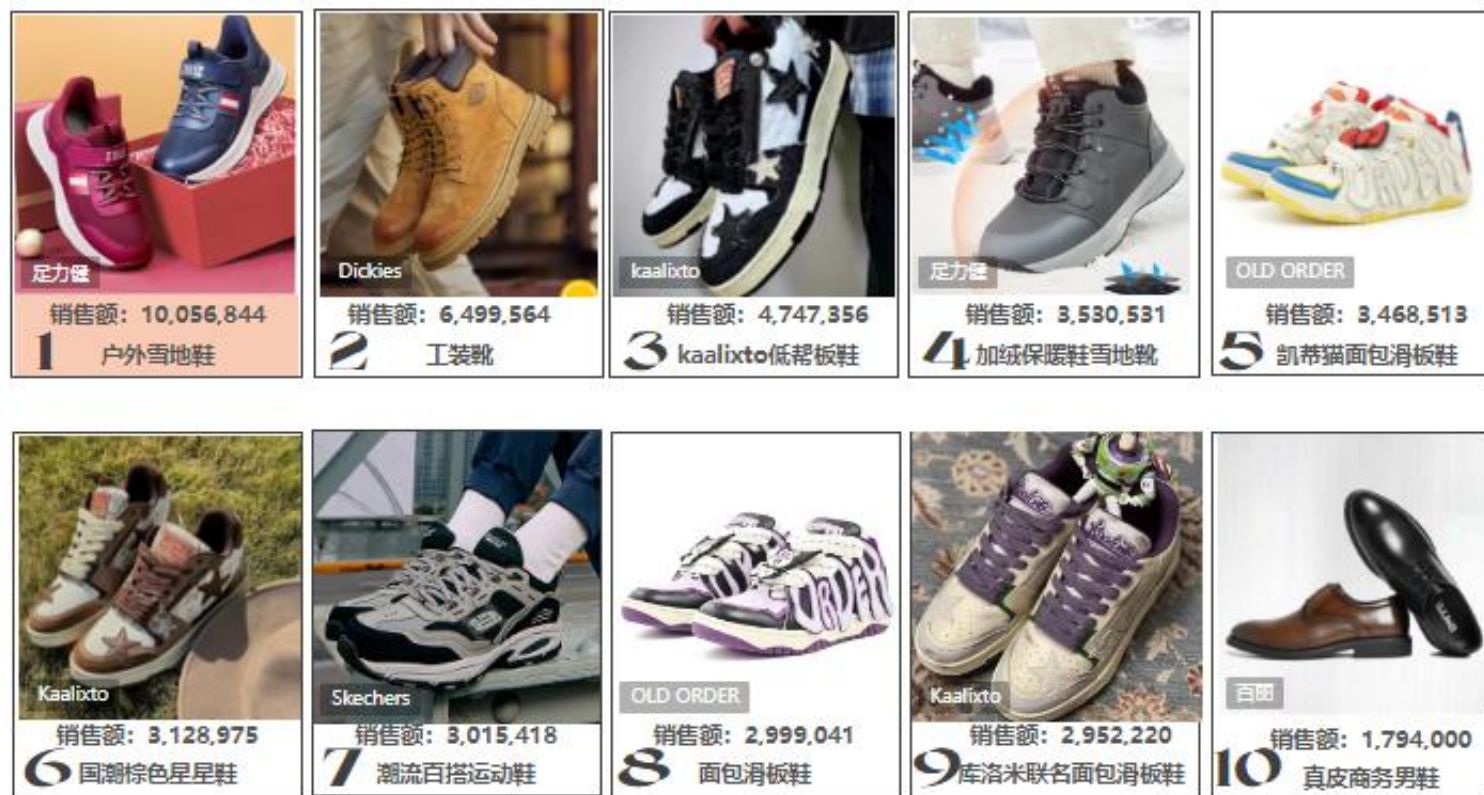 足力健
销售额：10,056,844
1 户外雪地鞋
Dickies
销售额：6,499,564
2 工装靴
kaalixto
销售额：4,747,356
3 kaalixto低帮板鞋
足力健
销售额：3,530,531
4 加绒保暖鞋雪地靴
OLD ORDER
销售额：3,468,513
5 凯蒂猫面包滑板鞋
Kaalixto
销售额：3,128,975
6 国潮棕色星星鞋
Skechers
销售额：3,015,418
7 潮流百搭运动鞋
OLD ORDER
销售额：2,999,041
8 面包滑板鞋
Kaalixto
销售额：2,952,220
9 库洛米联名面包滑板鞋
销售额：1,794,000
10 真皮商务男鞋